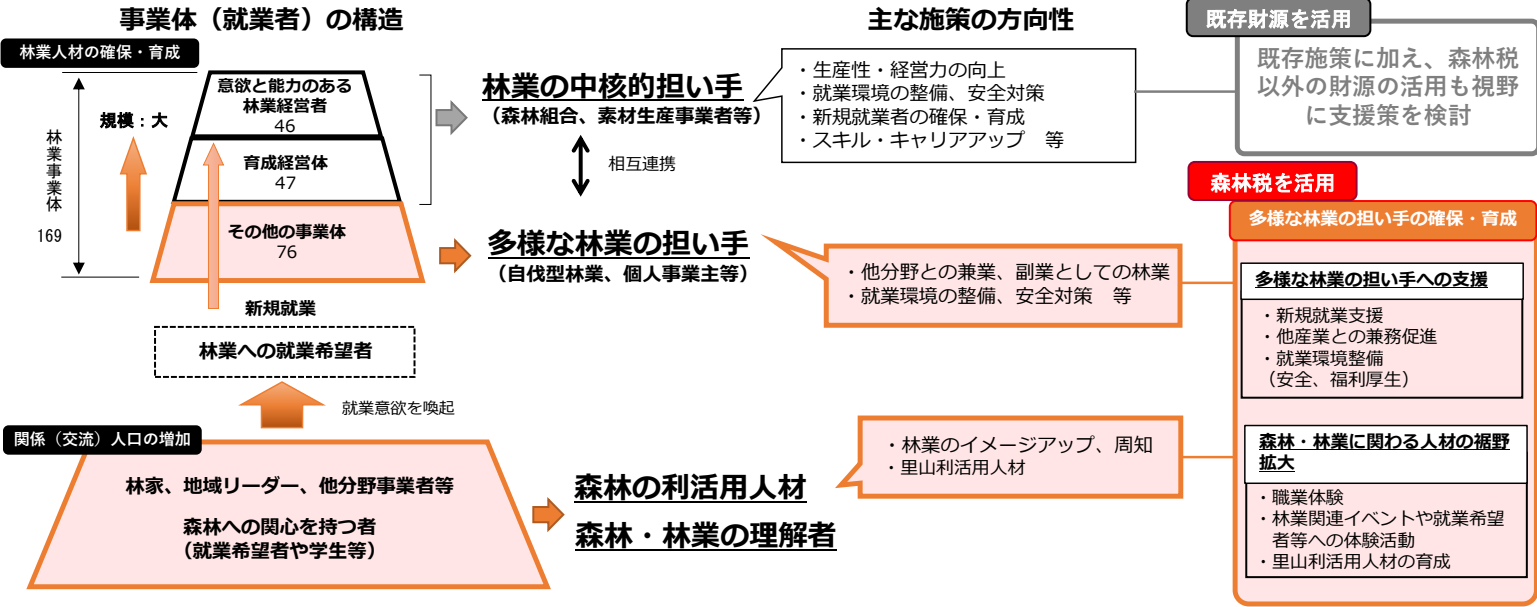 事業体（就業者）の構造
林業人材の確保・育成
林業事業体
169
規模：大
意欲と能力のある
林業経営者
46
育成経営体
47
その他の事業体
76
新規就業
林業への就業希望者
就業意欲を喚起
関係（交流）人口の増加
林家、地域リーダー、他分野事業者等
森林への関心を持つ者
（就業希望者や学生等）
主な施策の方向性
林業の中核的担い手
（森林組合、素材生産事業者等）
相互連携
多様な林業の担い手
（自伐型林業、個人事業主等）
森林の利活用人材
森林・林業の理解者
・生産性・経営力の向上
・就業環境の整備、安全対策
・新規就業者の確保・育成
・スキル・キャリアアップ　等
・他分野との兼業、副業としての林業
・就業環境の整備、安全対策　等
・林業のイメージアップ、周知
・里山利活用人材
既存財源を活用
既存施策に加え、森林税
以外の財源の活用も視野
に支援策を検討
森林税を活用
多様な林業の担い手の確保・育成
多様な林業の担い手への支援
・新規就業支援
・他産業との兼務促進
・就業環境整備
（安全、福利厚生）
森林・林業に関わる人材の裾野
拡大
・職業体験
・林業関連イベントや就業希望
者等への体験活動
・里山利活用人材の育成